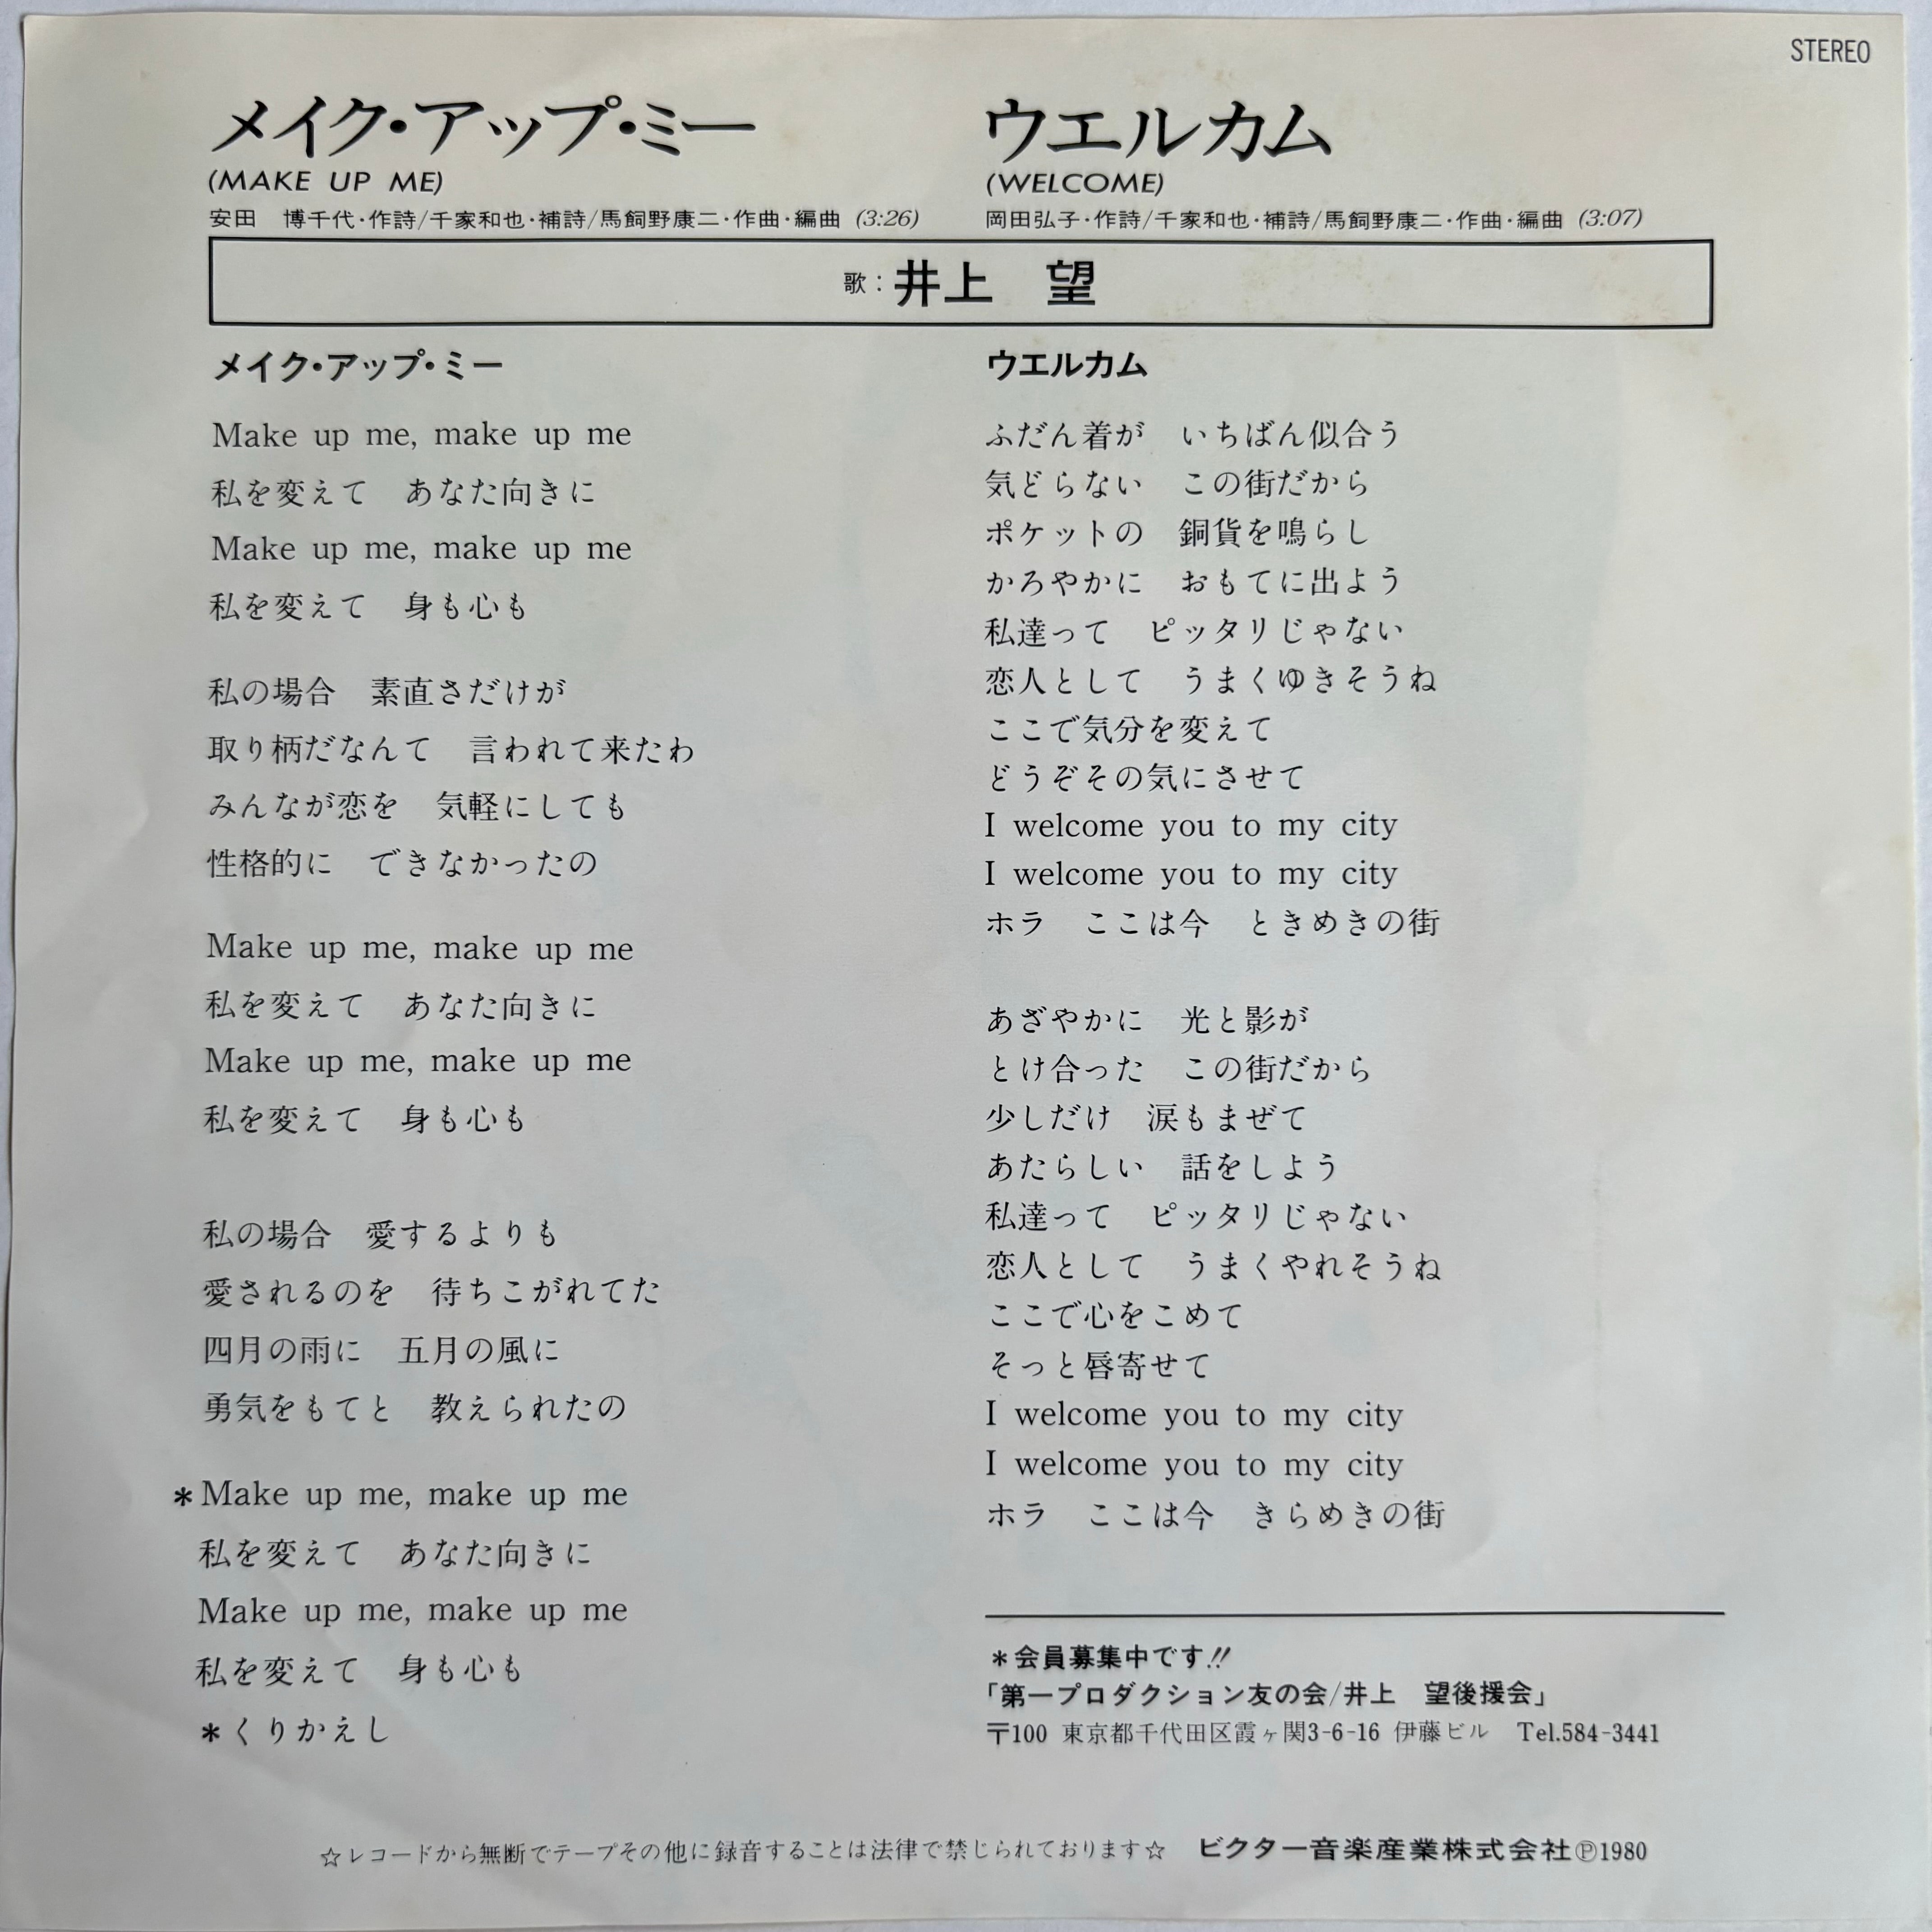 STEREO
メイク・アップ・ミー
(MAKE UP ME)
安田　博千代・作詩/千家和也・補詩/馬飼野康二・作曲・編曲 (3:26)
ウエルカム
(WELCOME)
岡田弘子・作詩/千家和也・補詩/馬飼野康二・作曲・編曲 (3:07)
歌：井上　望
メイク・アップ・ミー
Make up me, make up me
私を変えて　あなた向きに
Make up me, make up me
私を変えて　身も心も
私の場合　素直さだけが
取り柄だなんて　言われて来たわ
みんなが恋を　気軽にしても
性格的に　できなかったの
Make up me, make up me
私を変えて　あなた向きに
Make up me, make up me
私を変えて　身も心も
私の場合　愛するよりも
愛されるのを　待ちこがれてた
四月の雨に　五月の風に
勇気をもてと　教えられたの
＊Make up me, make up me
私を変えて　あなた向きに
Make up me, make up me
私を変えて　身も心も
＊くりかえし
ウエルカム
ふだん着が　いちばん似合う
気どらない　この街だから
ポケットの　銅貨を鳴らし
かろやかに　おもてに出よう
私達って　ピッタリじゃない
恋人として　うまくゆきそうね
ここで気分を変えて
どうぞその気にさせて
I welcome you to my city
I welcome you to my city
ホラ　ここは今　ときめきの街
あざやかに　光と影が
とけ合った　この街だから
少しだけ　涙もまぜて
あたらしい　話をしよう
私達って　ピッタリじゃない
恋人として　うまくやれそうね
ここで心をこめて
そっと唇寄せて
I welcome you to my city
I welcome you to my city
ホラ　ここは今　きらめきの街
＊会員募集中です!!
「第一プロダクション友の会/井上　望後援会」
〒100 東京都千代田区霞ヶ関3-6-16 伊藤ビル　Tel.584-3441
☆レコードから無断でテープその他に録音することは法律で禁じられております☆　ビクター音楽産業株式会社Ⓟ1980